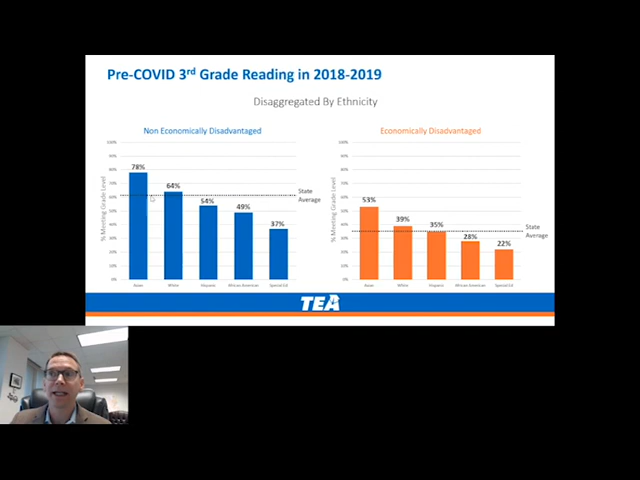 Pre-COVID 3rd Grade Reading in 2018-2019
Disaggregated By Ethnicity
Non Economically Disadvantaged
% Meeting Grade Level
100%
90%
80%
70%
60%
50%
40%
30%
20%
10%
0%
78%
64%
54%
49%
37%
State
Average
Asian
White
Hispanic
African American
Special Ed
Economically Disadvantaged
% Meeting Grade Level
100%
90%
80%
70%
60%
50%
40%
30%
20%
10%
0%
53%
39%
35%
28%
22%
State
Average
Asian
White
Hispanic
African American
Special Ed
TEA